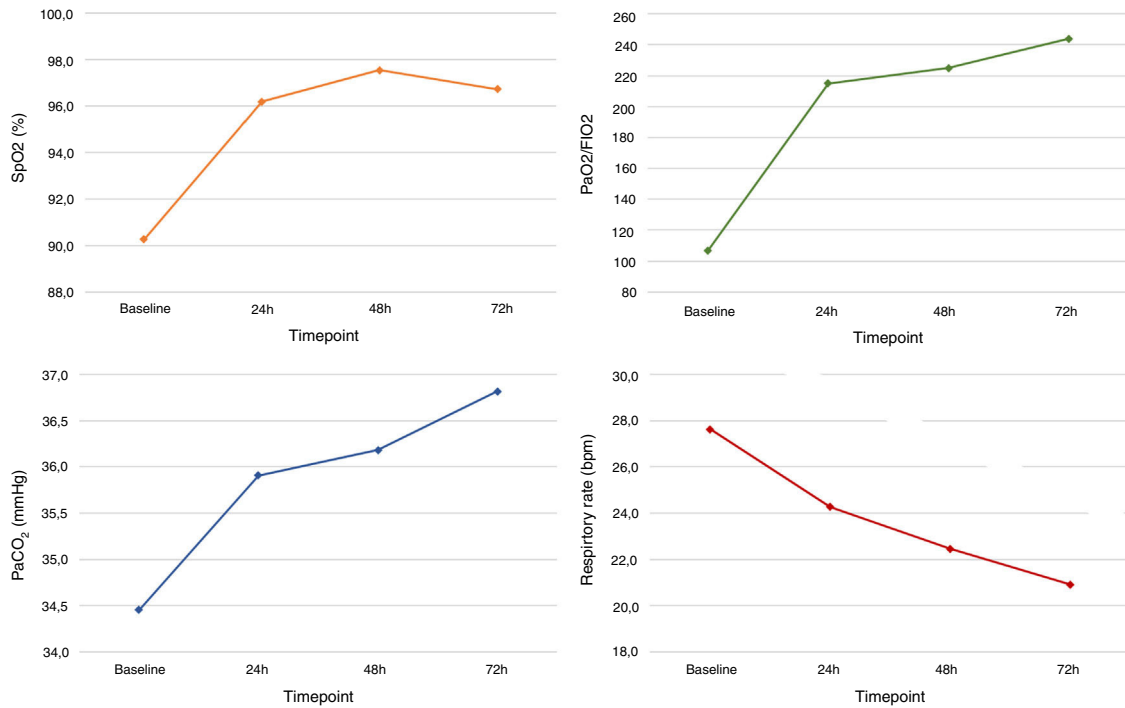 SpO2 (%)
100,0
98,0
96,0
94,0
92,0
90,0
88,0
Baseline
24h
48h
72h
Timepoint
PaO2/FIO2
260
240
220
200
180
160
140
120
100
80
Baseline
24h
48h
72h
Timepoint
PaCO₂ (mmHg)
37,0
36,5
36,0
35,5
35,0
34,5
34,0
Baseline
24h
48h
72h
Timepoint
Respirtory rate (bpm)
30,0
28,0
26,0
24,0
22,0
20,0
18,0
Baseline
24h
48h
72h
Timepoint